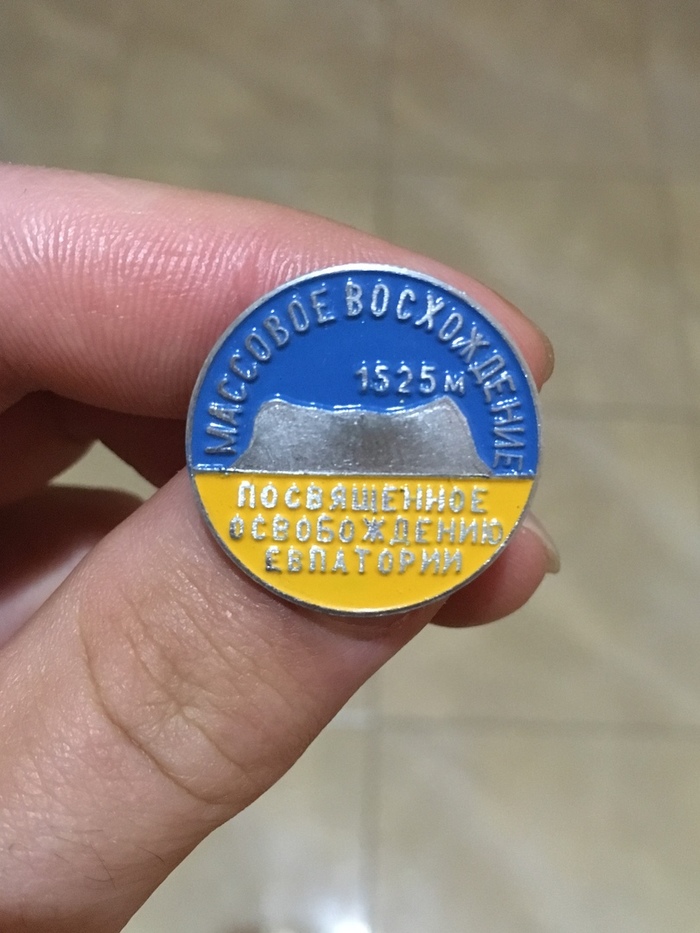 МАССОВОЕ ВОСХОЖДЕНИЕ
1525 м
ПОСВЯЩЕННОЕ
ОСВОБОЖДЕНИЮ
ЕВПАТОРИИ